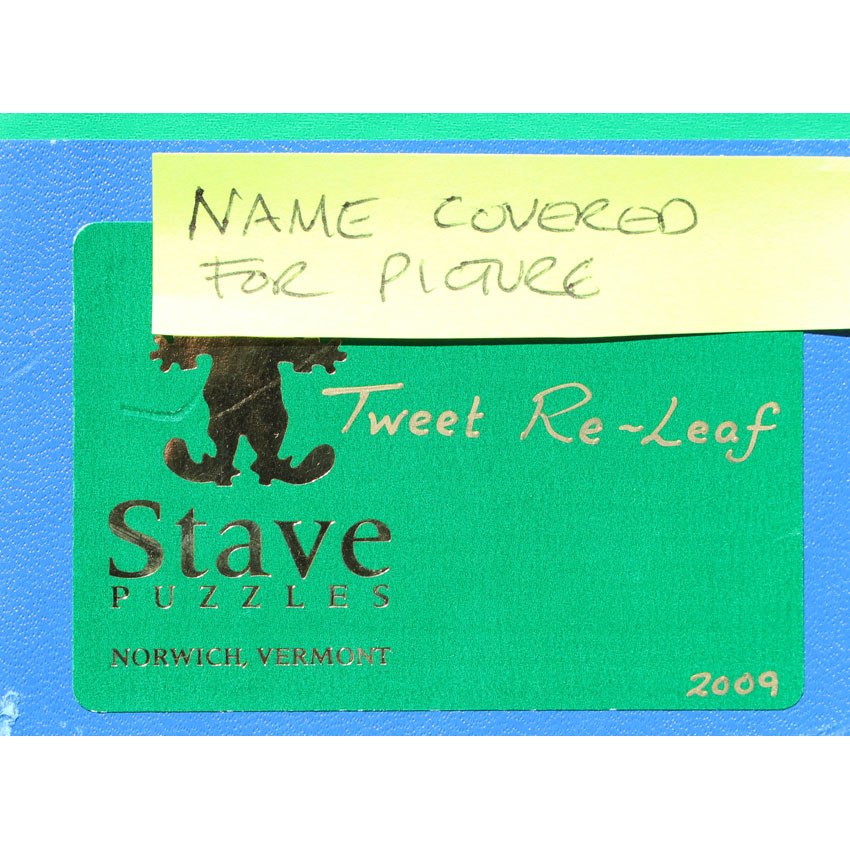 NAME COVERED
FOR PICTURE
Tweet Re-Leaf
Stave
PUZZLES
NORWICH, VERMONT
2009